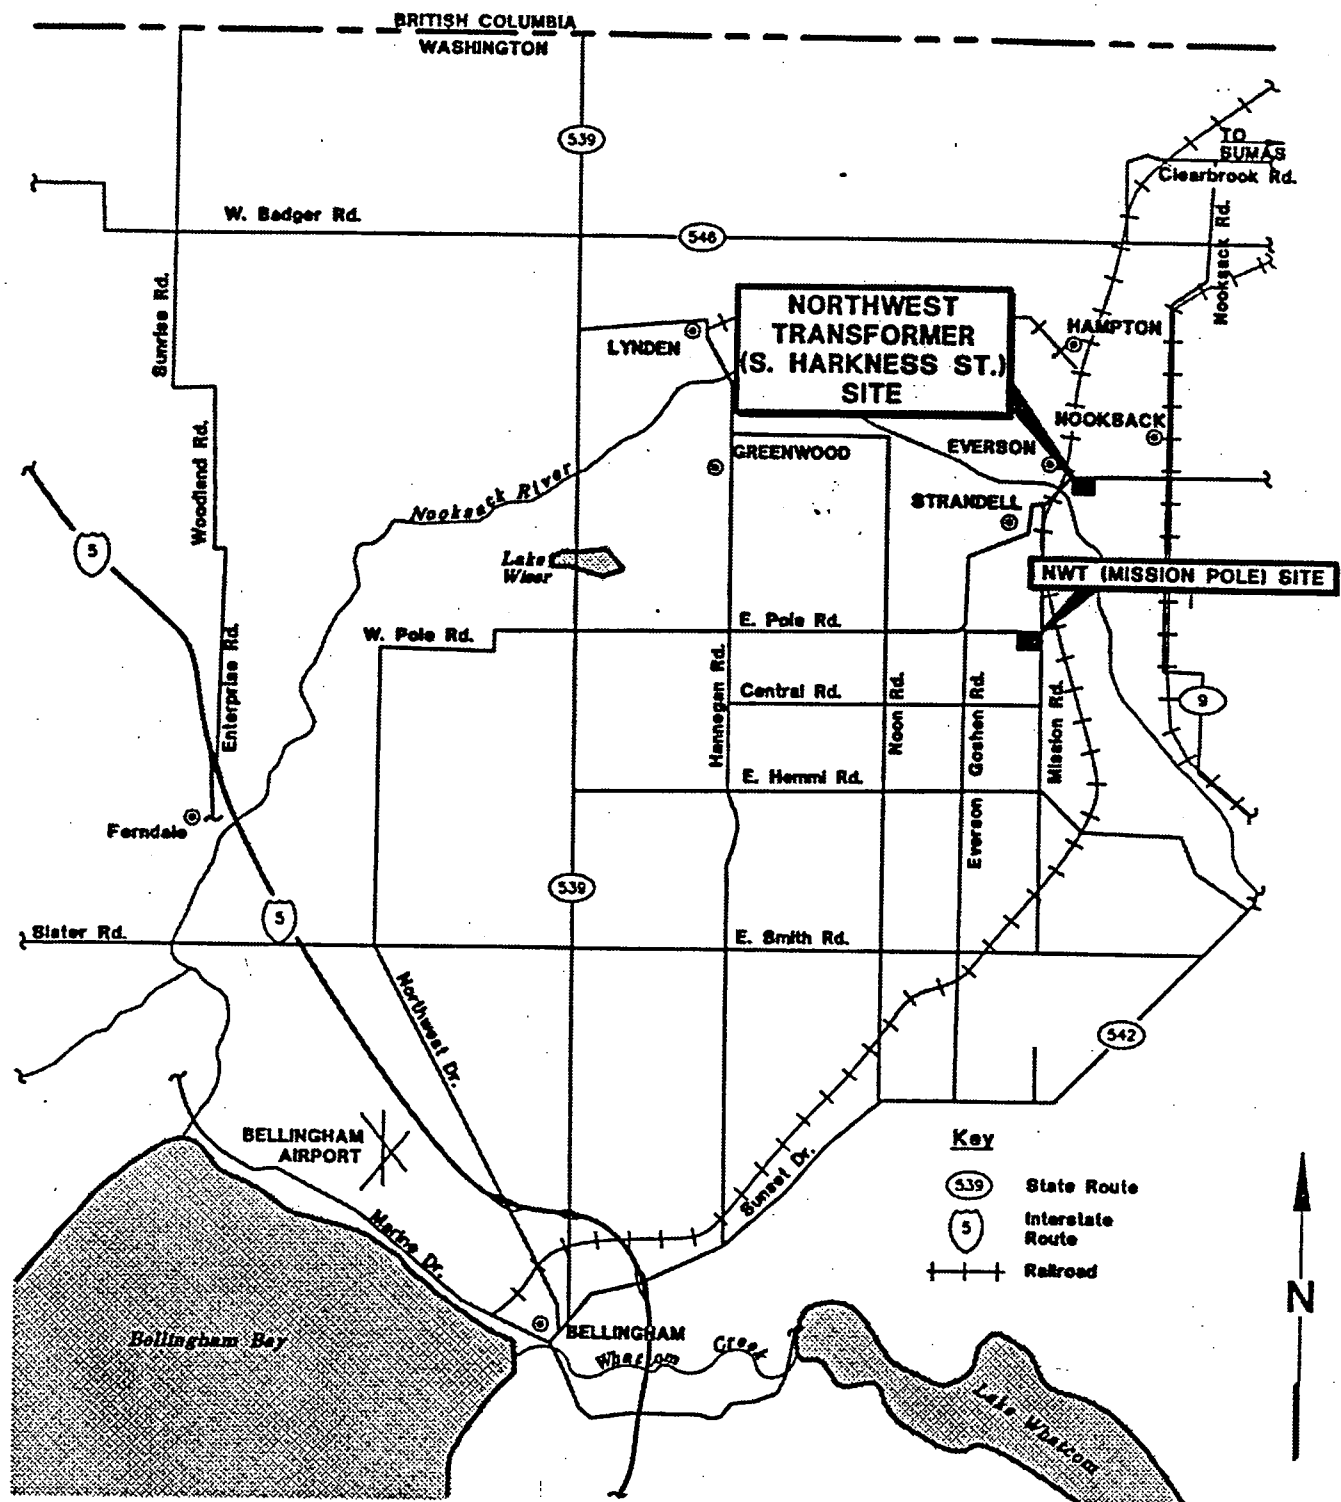 BRITISH COLUMBIA
WASHINGTON
539
TO
SUMAS
Clearbrook Rd.
W. Badger Rd.
546
Nooksack Rd.
Sunrise Rd.
NORTHWEST
TRANSFORMER
(S. HARKNESS ST.)
SITE
HAMPTON
LYNDEN
NOOKSACK
Woodland Rd.
GREENWOOD
EVERSON
Nooksack River
STRANDELL
5
Lake
Wiser
NWT (MISSION POLE) SITE
E. Pole Rd.
W. Pole Rd.
Enterprise Rd.
Hannegan Rd.
Central Rd.
Noon Rd.
Everson Goshen Rd.
Mission Rd.
9
E. Hemmi Rd.
Ferndale
539
5
Slater Rd.
E. Smith Rd.
Northwest Dr.
542
BELLINGHAM
AIRPORT
Key
Sunset Dr.
539
State Route
Marine Dr.
5
Interstate
Route
Railroad
N
Bellingham Bay
BELLINGHAM
Whatcom Creek
Lake Whatcom